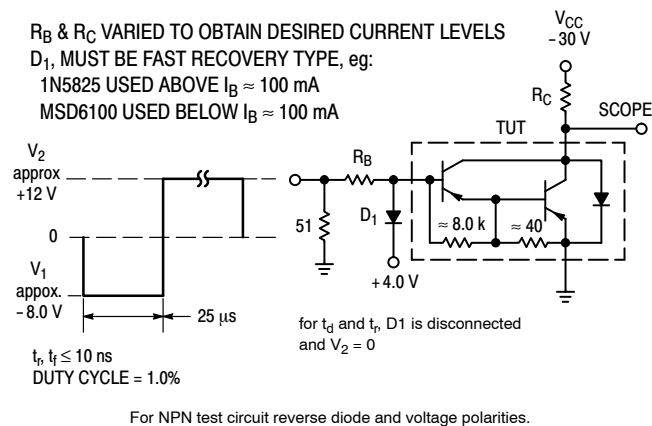 R_B & R_C VARIED TO OBTAIN DESIRED CURRENT LEVELS
D_1, MUST BE FAST RECOVERY TYPE, eg:
1N5825 USED ABOVE I_B ≈ 100 mA
MSD6100 USED BELOW I_B ≈ 100 mA
V_CC
- 30 V
R_C
SCOPE
TUT
V_2
approx
+12 V
0
V_1
appox.
- 8.0 V
25 µs
t_r, t_f ≤ 10 ns
DUTY CYCLE = 1.0%
51
R_B
D_1
+ 4.0 V
≈ 8.0 k
≈ 40
for t_d and t_r, D1 is disconnected
and V_2 = 0
For NPN test circuit reverse diode and voltage polarities.